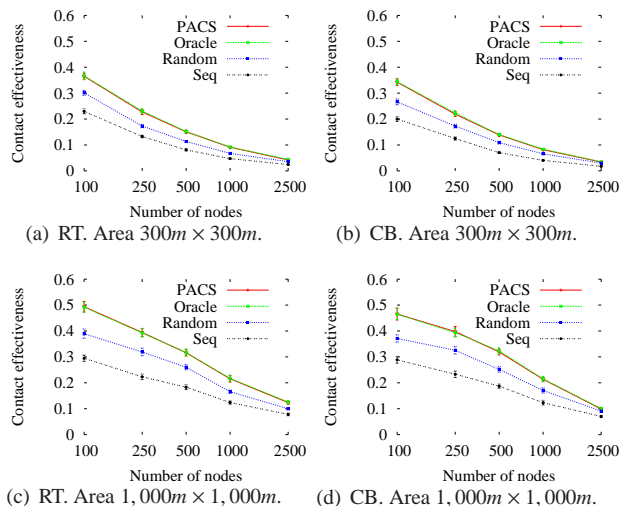 0.6
0.5
0.4
0.3
0.2
0.1
0
Contact effectiveness
PACS
Oracle
Random
Seq
100 250 500 1000 2500
Number of nodes
(a) RT. Area 300m × 300m.
0.6
0.5
0.4
0.3
0.2
0.1
0
Contact effectiveness
PACS
Oracle
Random
Seq
100 250 500 1000 2500
Number of nodes
(b) CB. Area 300m × 300m.
0.6
0.5
0.4
0.3
0.2
0.1
0
Contact effectiveness
PACS
Oracle
Random
Seq
100 250 500 1000 2500
Number of nodes
(c) RT. Area 1,000m × 1,000m.
0.6
0.5
0.4
0.3
0.2
0.1
0
Contact effectiveness
PACS
Oracle
Random
Seq
100 250 500 1000 2500
Number of nodes
(d) CB. Area 1,000m × 1,000m.